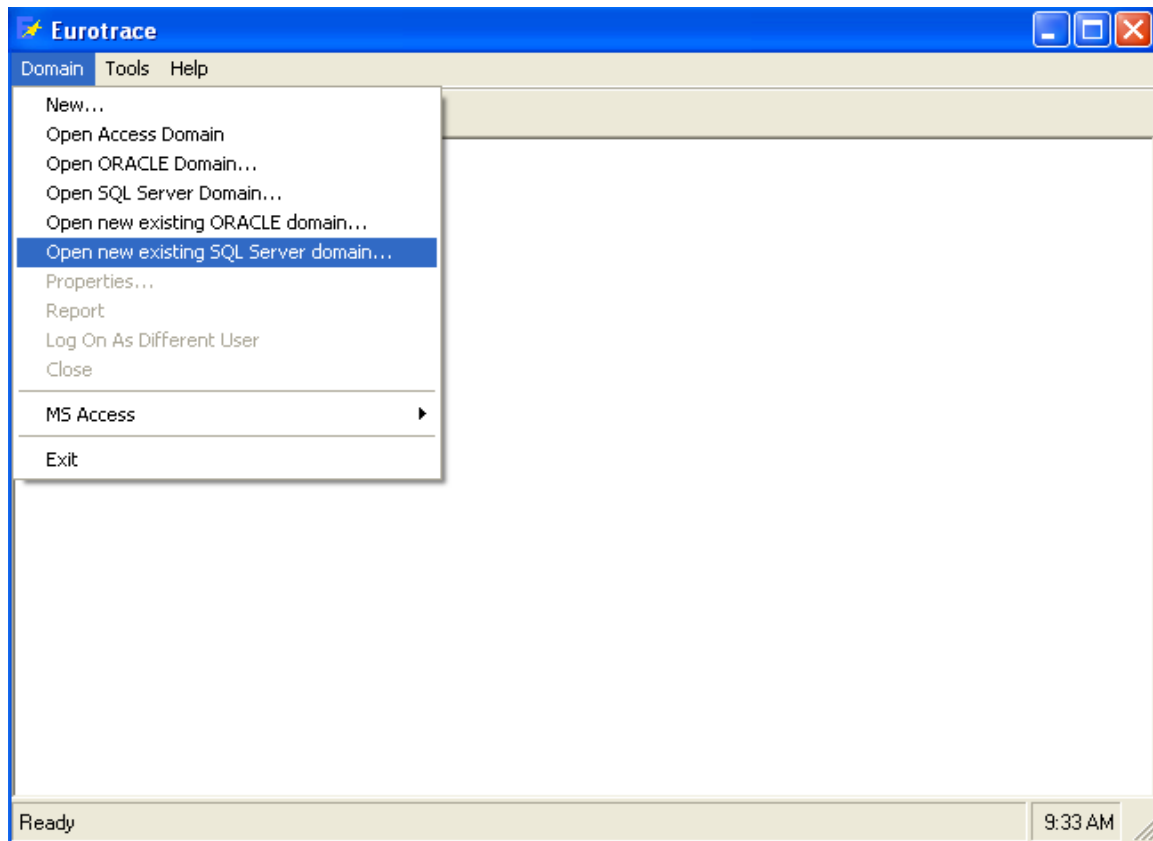 Eurotrace
Domain Tools Help
New...
Open Access Domain
Open ORACLE Domain...
Open SQL Server Domain...
Open new existing ORACLE domain...
Open new existing SQL Server domain...
Properties...
Report
Log On As Different User
Close
MS Access
Exit
Ready 9:33 AM